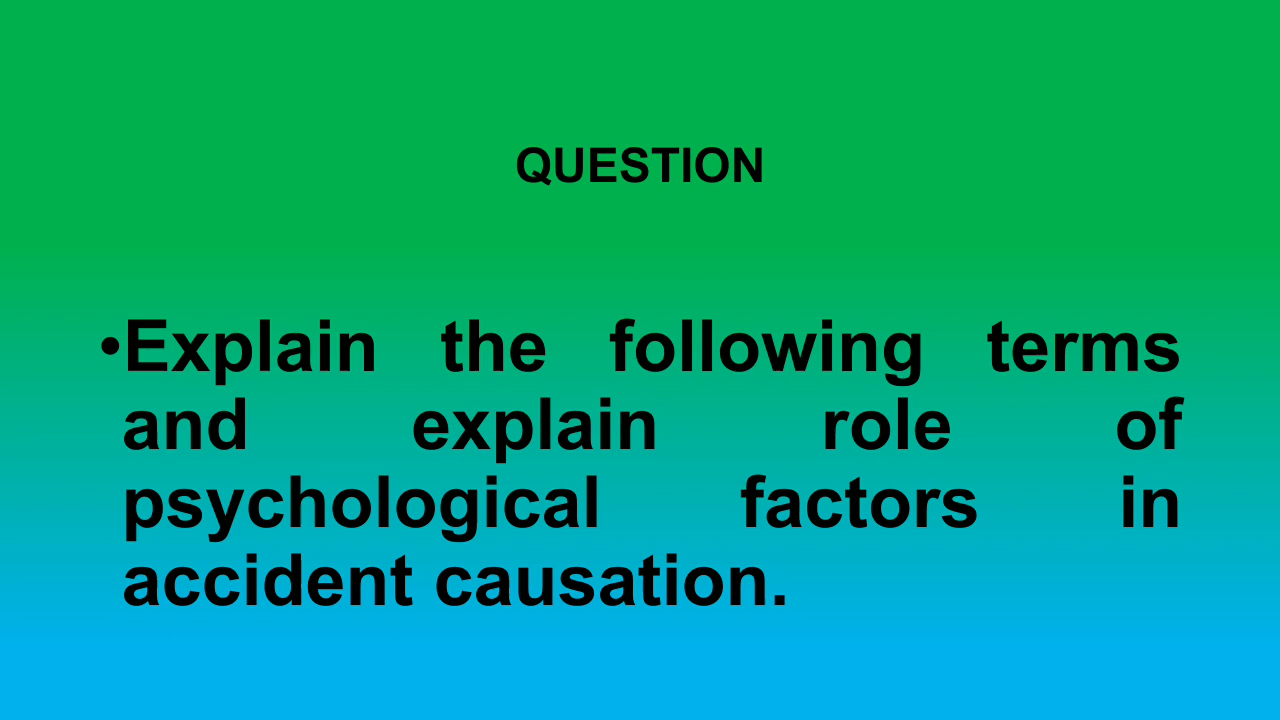 QUESTION
•Explain the following terms
and explain role of
psychological factors in
accident causation.